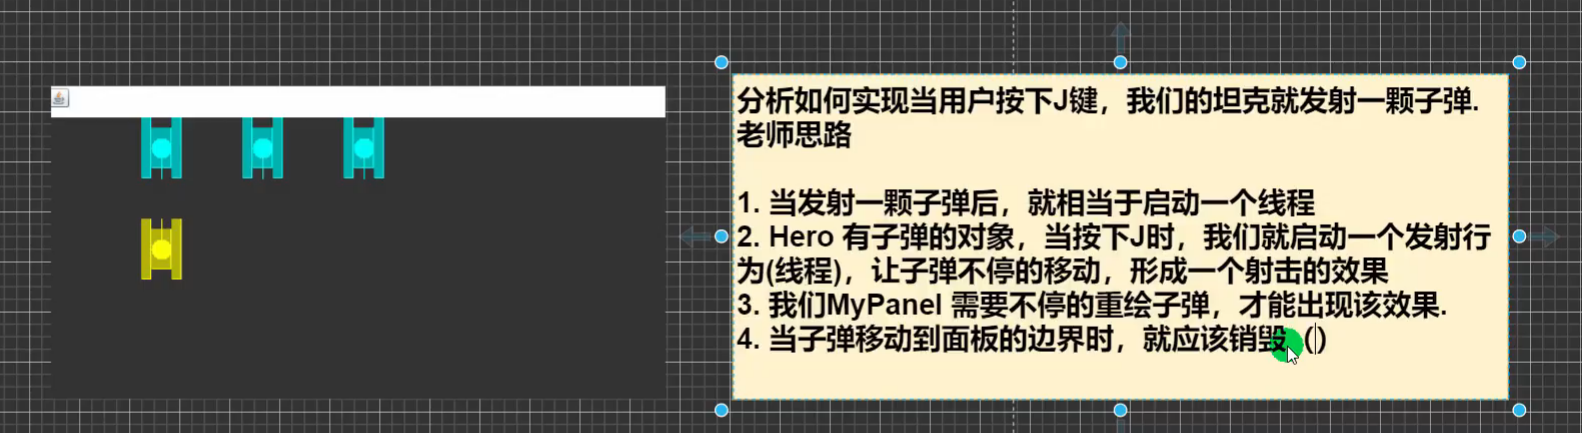 分析如何实现当用户按下J键，我们的坦克就发射一颗子弹.
老师思路
1. 当发射一颗子弹后，就相当于启动一个线程
2. Hero 有子弹的对象，当按下J时，我们就启动一个发射行
为(线程)，让子弹不停的移动，形成一个射击的效果
3. 我们MyPanel 需要不停的重绘子弹，才能出现该效果.
4. 当子弹移动到面板的边界时，就应该销毁 ()